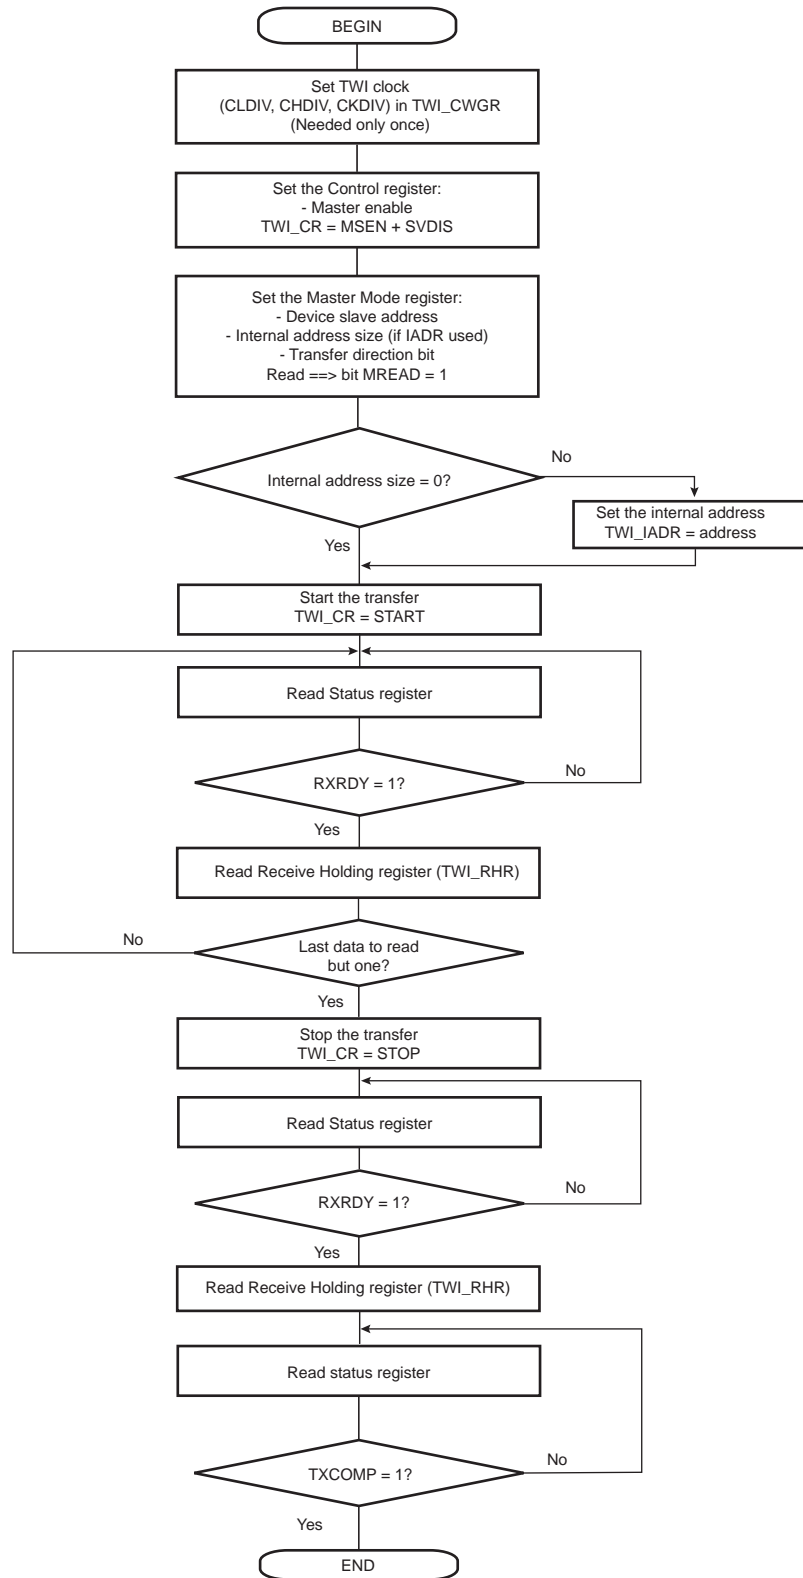 BEGIN
Set TWI clock
(CLDIV, CHDIV, CKDIV) in TWI_CWGR
(Needed only once)
Set the Control register:
- Master enable
TWI_CR = MSEN + SVDIS
Set the Master Mode register:
- Device slave address
- Internal address size (if IADR used)
- Transfer direction bit
Read ==> bit MREAD = 1
Internal address size = 0?
No
Set the internal address
TWI_IADR = address
Yes
Start the transfer
TWI_CR = START
Read Status register
RXRDY = 1?
No
Yes
Read Receive Holding register (TWI_RHR)
No
Last data to read
but one?
Yes
Stop the transfer
TWI_CR = STOP
Read Status register
RXRDY = 1?
No
Yes
Read Receive Holding register (TWI_RHR)
Read status register
TXCOMP = 1?
No
Yes
END